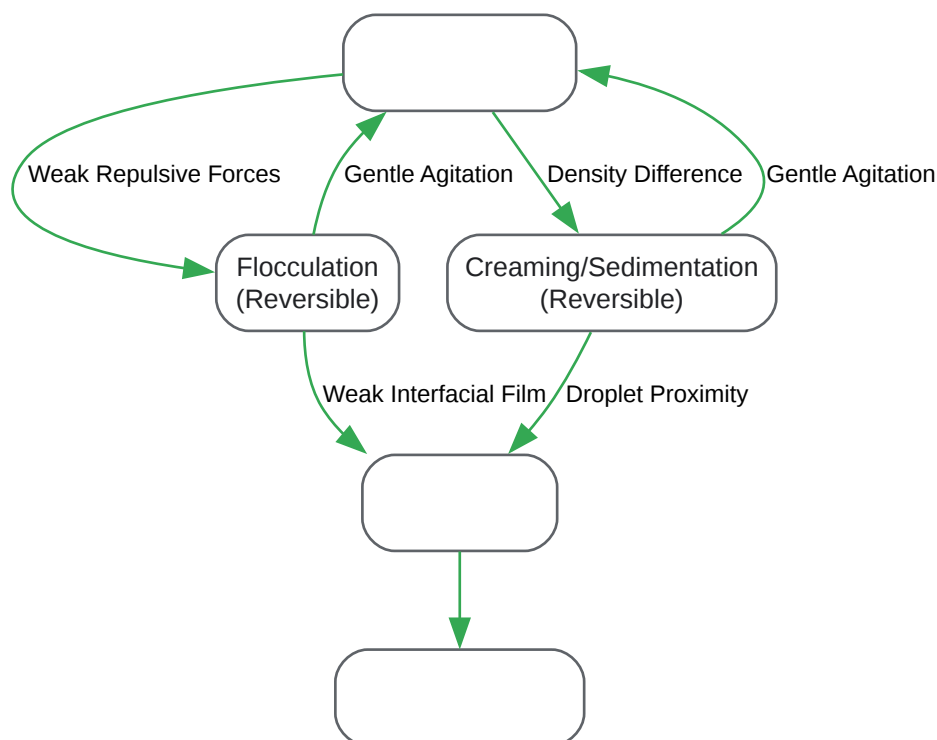 Weak Repulsive Forces
Gentle Agitation
Density Difference
Gentle Agitation
Flocculation
(Reversible)
Creaming/Sedimentation
(Reversible)
Weak Interfacial Film
Droplet Proximity